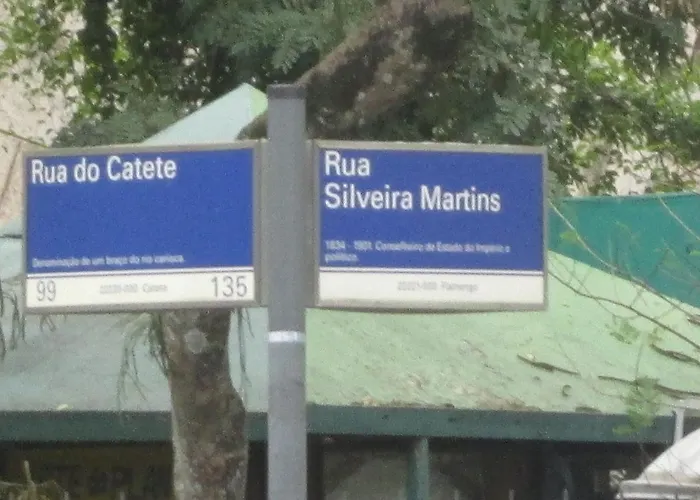 Rua do Catete
Denominação de um braço do rio carioca.
99 Catete 135
Rua
Silveira Martins
1834 - 1901 Conselheiro de Estado do Império e
político.
Flamengo